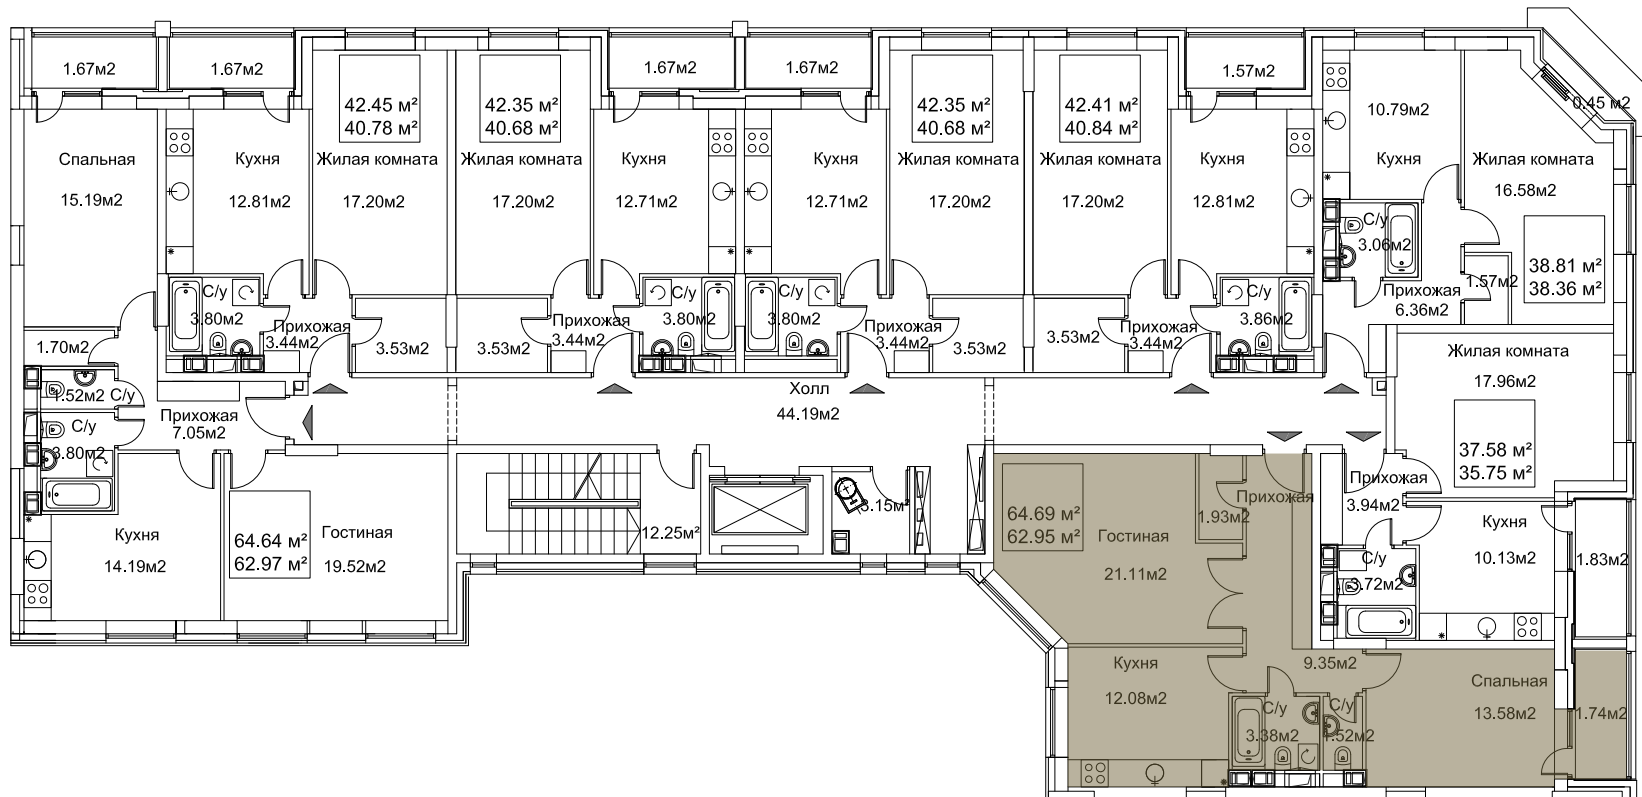 1.67м2
1.67м2
1.67м2
1.67м2
1.57м2
42.45 м²
40.78 м²
42.35 м²
40.68 м²
42.35 м²
40.68 м²
42.41 м²
40.84 м²
10.79м2
0.45 м2
Спальная
15.19м2
Кухня
12.81м2
Жилая комната
17.20м2
Жилая комната
17.20м2
Кухня
12.71м2
Кухня
12.71м2
Жилая комната
17.20м2
Жилая комната
17.20м2
Кухня
12.81м2
Кухня
Жилая комната
16.58м2
С/у
3.06м2
38.81 м²
38.36 м²
1.57м2
Прихожая
6.36м2
С/у
3.80м2
Прихожая
3.44м2
3.53м2
3.53м2
Прихожая
3.44м2
С/у
3.80м2
С/у
3.80м2
Прихожая
3.44м2
3.53м2
3.53м2
Прихожая
3.44м2
С/у
3.86м2
1.70м2
1.52м2
С/у
С/у
3.80м2
Прихожая
7.05м2
Холл
44.19м2
Жилая комната
17.96м2
37.58 м²
35.75 м²
Кухня
14.19м2
64.64 м²
62.97 м²
Гостиная
19.52м2
12.25м²
3.15м²
64.69 м²
62.95 м²
Гостиная
21.11м2
Прихожая
1.93м2
Прихожая
3.94м2
Кухня
10.13м2
1.83м2
С/у
3.72м2
Кухня
12.08м2
9.35м2
С/у
3.38м2
С/у
1.52м2
Спальная
13.58м2
1.74м2